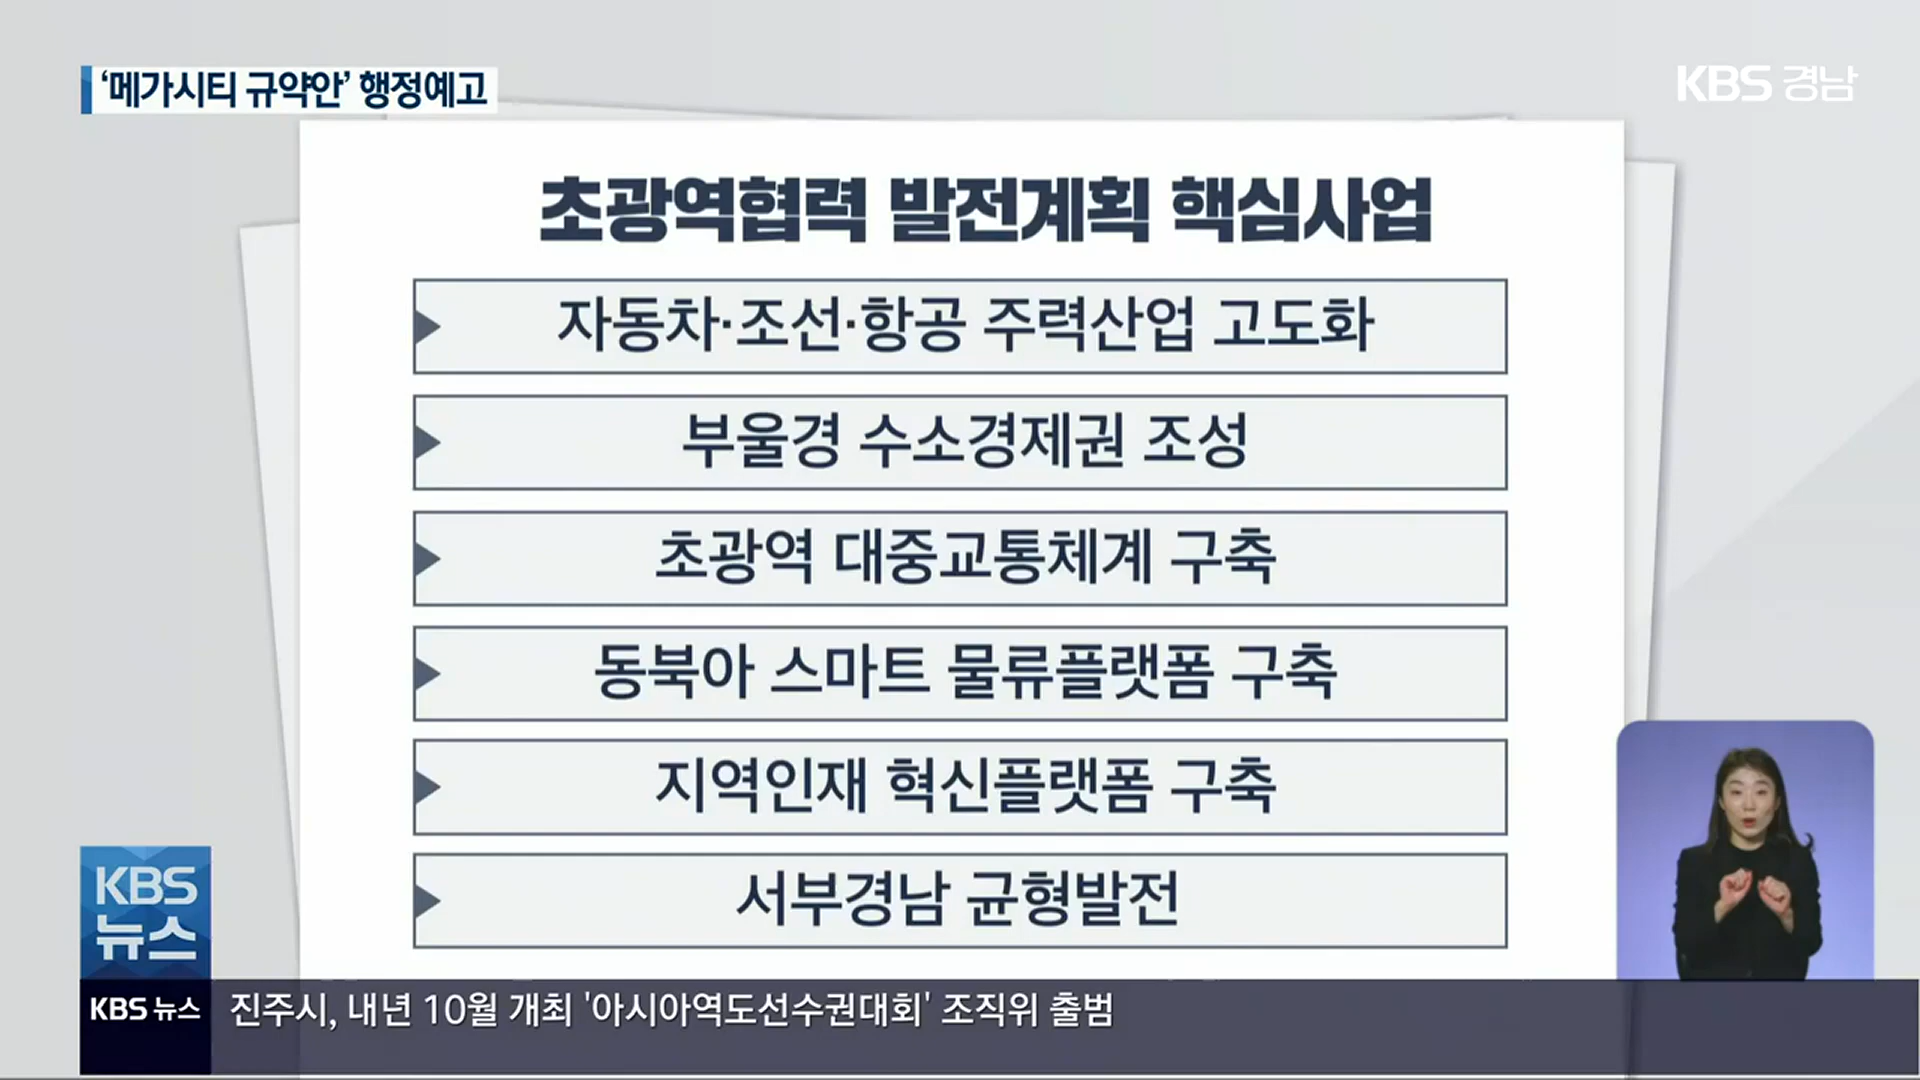 ‘메가시티 규약안’ 행정예고
KBS 경남
초광역협력 발전계획 핵심사업
자동차·조선·항공 주력산업 고도화
부울경 수소경제권 조성
초광역 대중교통체계 구축
동북아 스마트 물류플랫폼 구축
지역인재 혁신플랫폼 구축
서부경남 균형발전
KBS
뉴스
KBS 뉴스
진주시, 내년 10월 개최 '아시아역도선수권대회' 조직위 출범